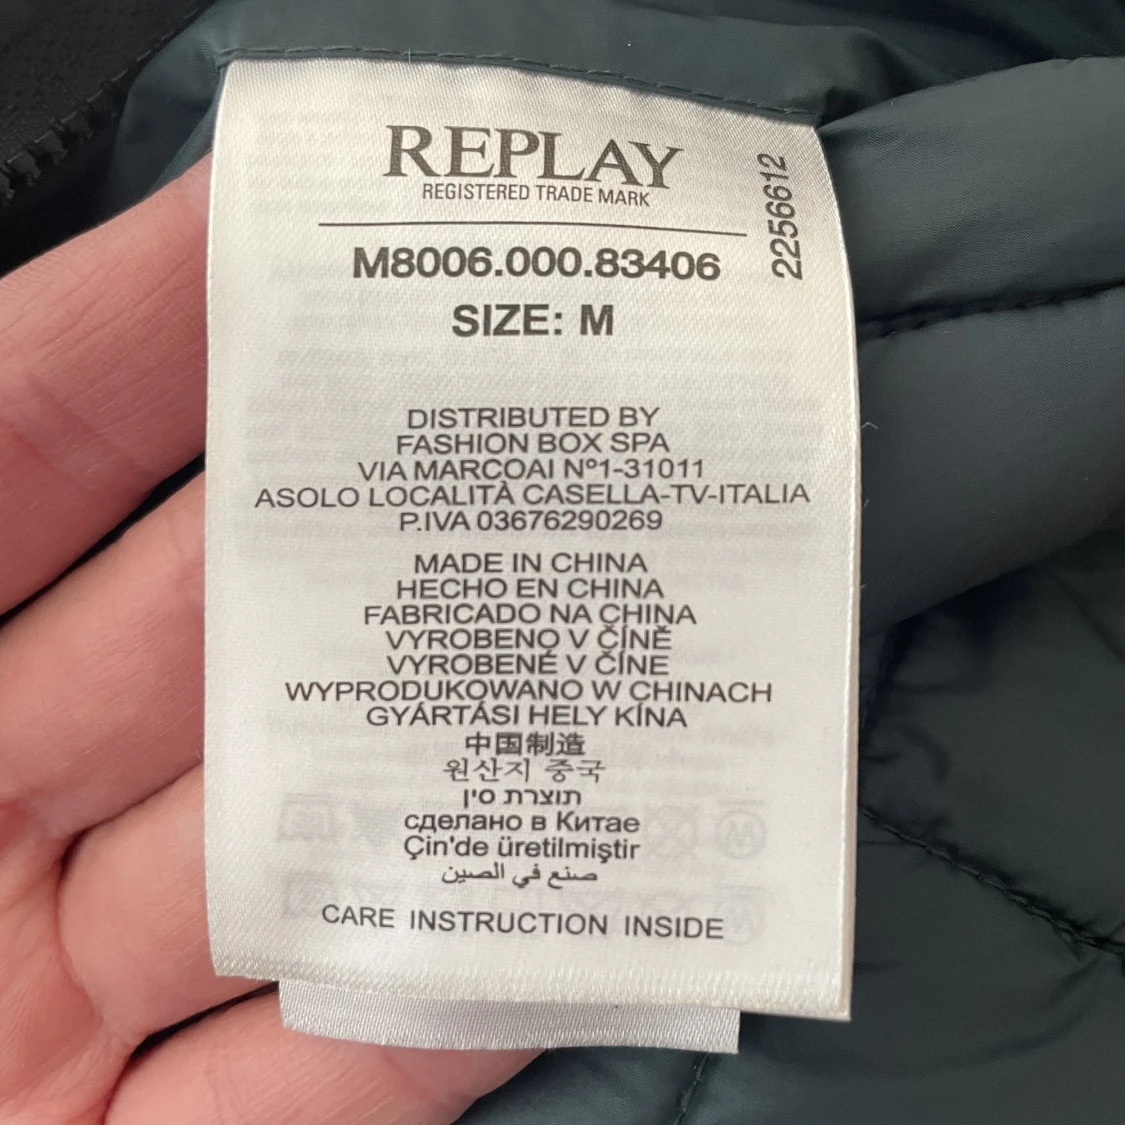 REPLAY
REGISTERED TRADE MARK
2256612
M8006.000.83406
SIZE: M
DISTRIBUTED BY
FASHION BOX SPA
VIA MARCOAI Nº1-31011
ASOLO LOCALITÀ CASELLA-TV-ITALIA
P.IVA 03676290269
MADE IN CHINA
HECHO EN CHINA
FABRICADO NA CHINA
VYROBENO V ČÍNĚ
VYROBENÉ V ČÍNE
WYPRODUKOWANO W CHINACH
GYÁRTÁSI HELY KÍNA
中国制造
원산지 중국
תוצרת סין
сделано в Китае
Çin'de üretilmiştir
صنع في الصين
CARE INSTRUCTION INSIDE